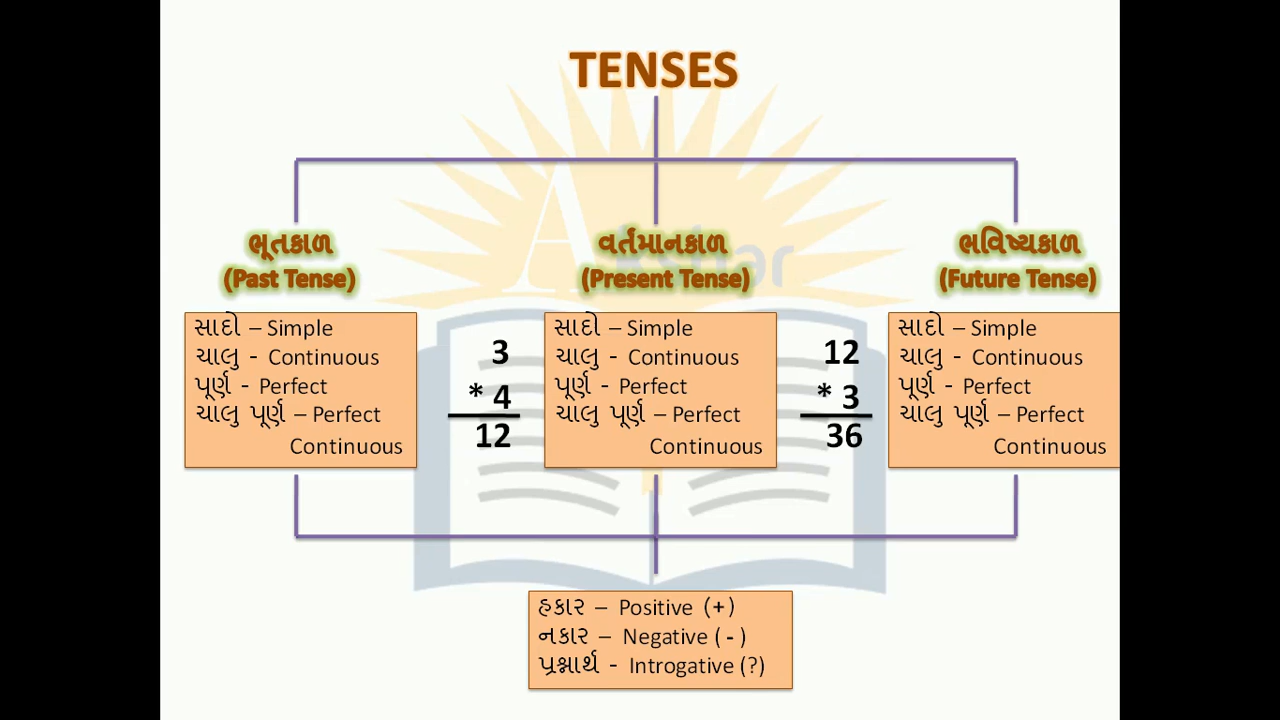 TENSES
ભૂતકાળ
(Past Tense)
વર્તમાનકાળ
(Present Tense)
ભવિષ્યકાળ
(Future Tense)
સાદો – Simple
ચાલુ - Continuous
પૂર્ણ - Perfect
ચાલુ પૂર્ણ – Perfect
Continuous
3
* 4
12
સાદો – Simple
ચાલુ - Continuous
પૂર્ણ - Perfect
ચાલુ પૂર્ણ – Perfect
Continuous
12
* 3
36
સાદો – Simple
ચાલુ - Continuous
પૂર્ણ - Perfect
ચાલુ પૂર્ણ – Perfect
Continuous
હકાર – Positive (+)
નકાર – Negative ( - )
પ્રશ્નાર્થ - Introgative (?)
Akshar